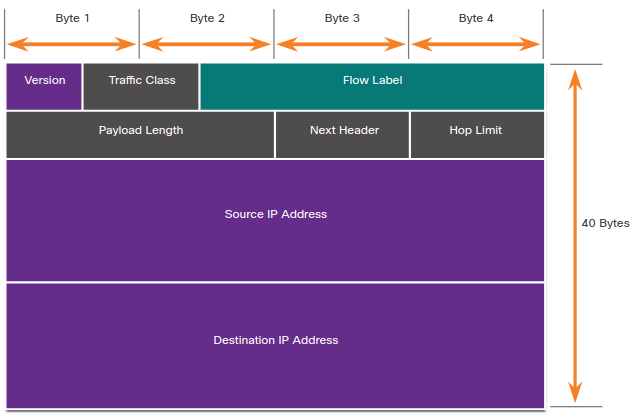 Byte 1 Byte 2 Byte 3 Byte 4
Version Traffic Class Flow Label
Payload Length Next Header Hop Limit
Source IP Address
40 Bytes
Destination IP Address